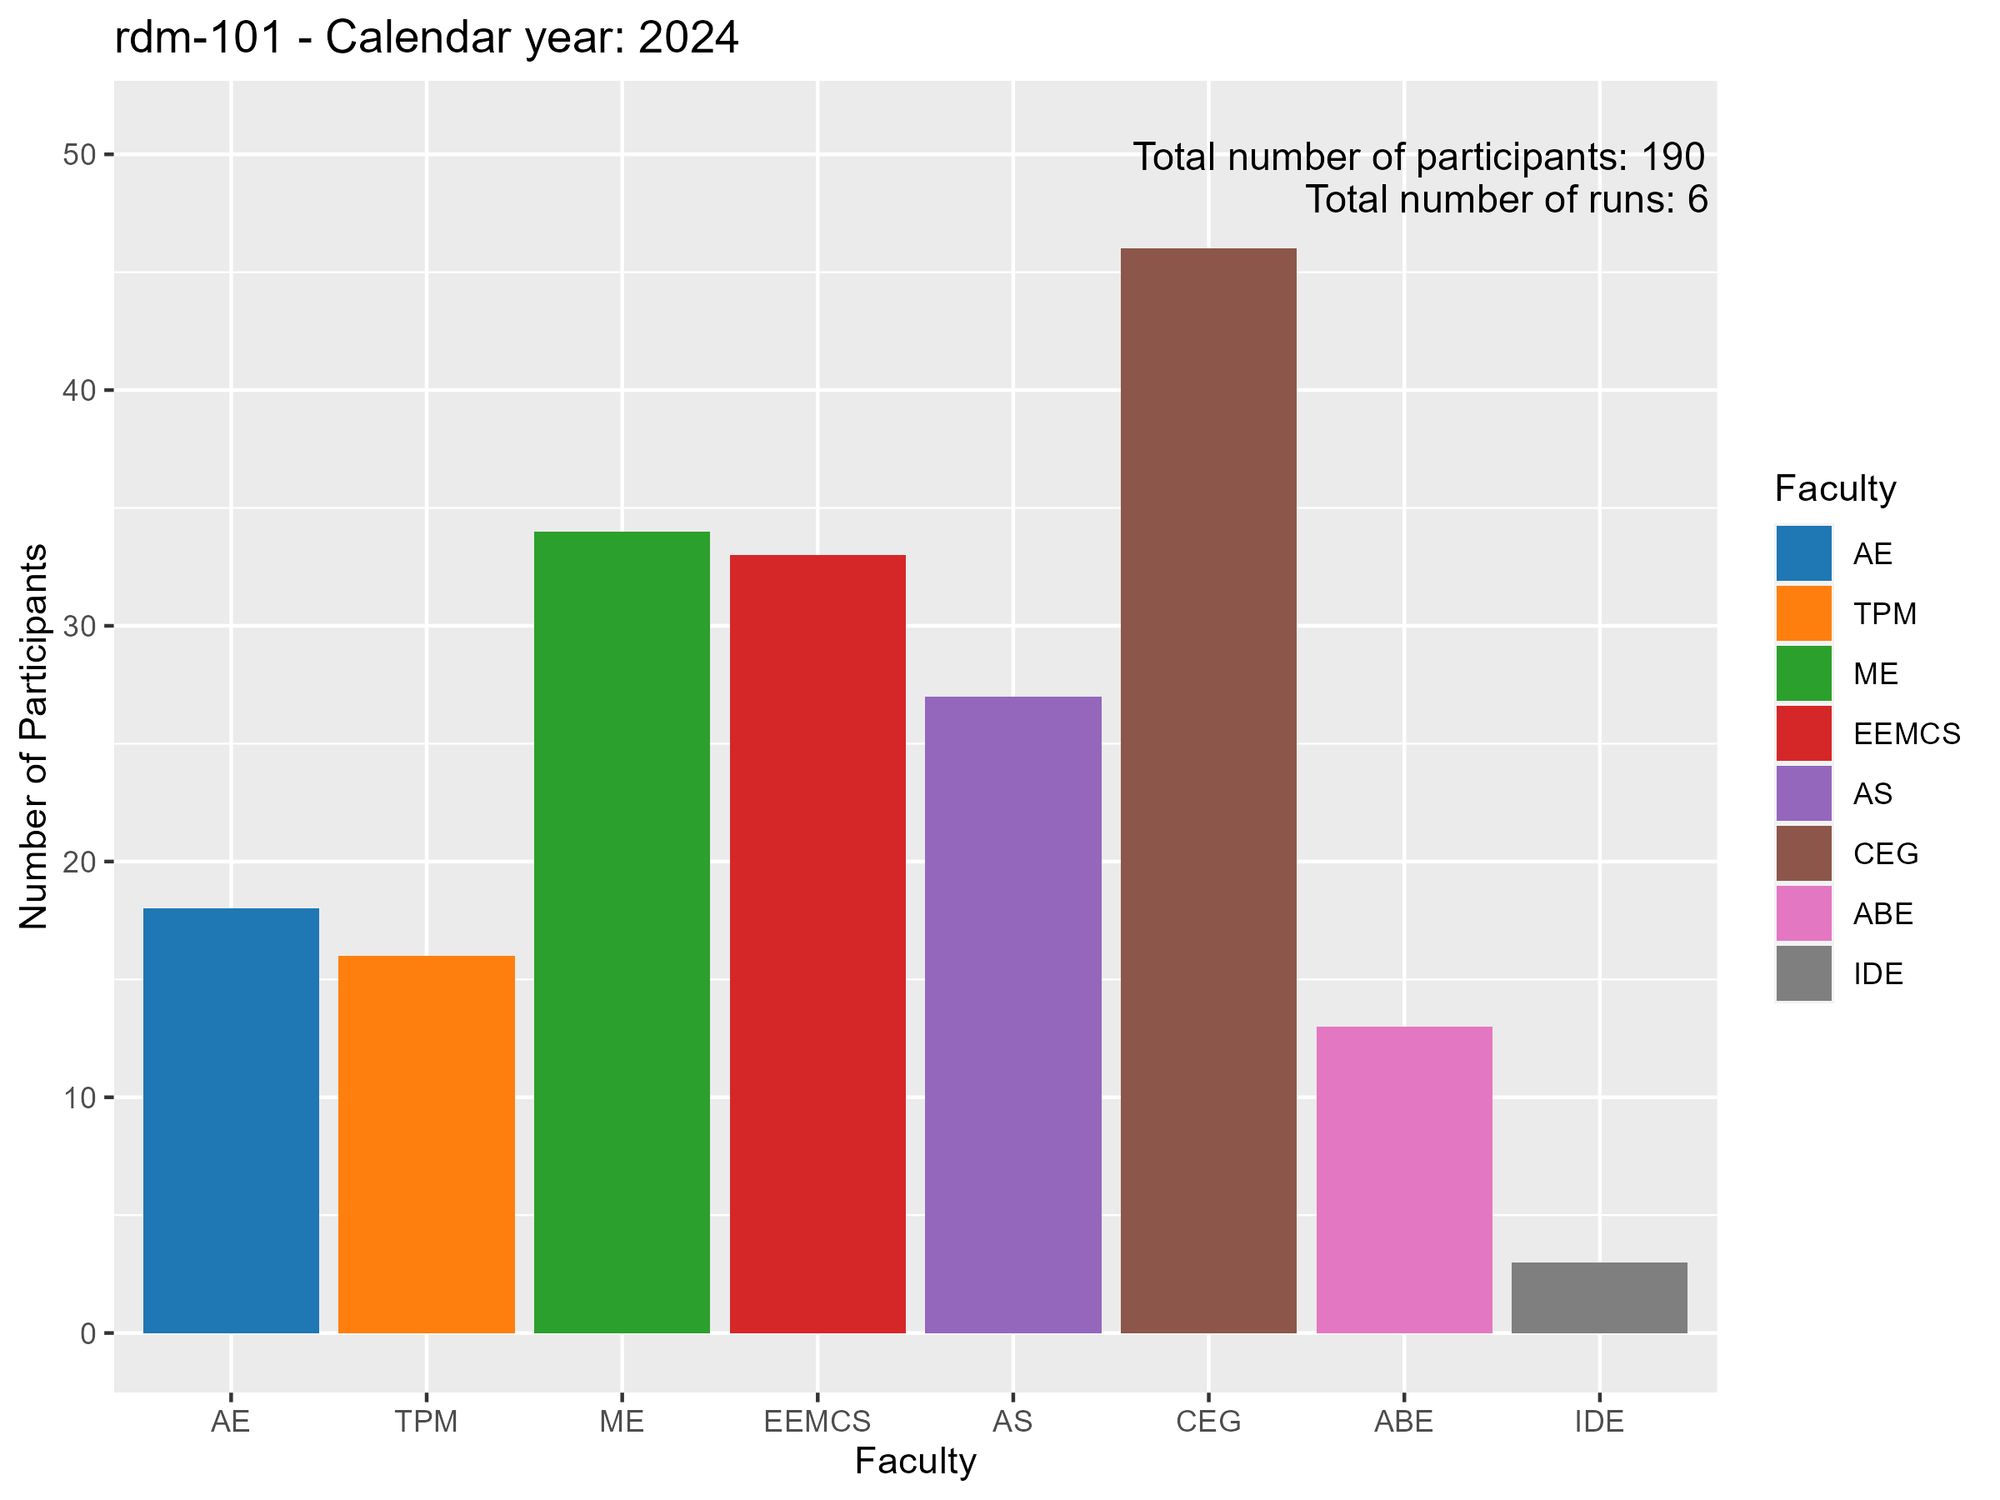 rdm-101 - Calendar year: 2024
Total number of participants: 190
Total number of runs: 6
50
40
30
20
10
0
Number of Participants
AE
TPM
ME
EEMCS
AS
CEG
ABE
IDE
Faculty
Faculty
AE
TPM
ME
EEMCS
AS
CEG
ABE
IDE